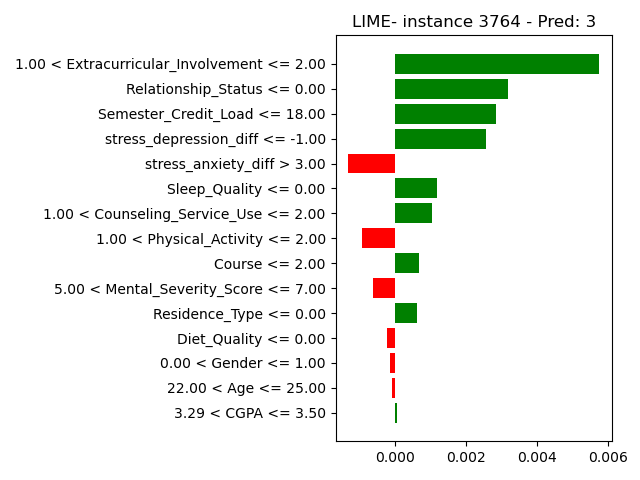 LIME- instance 3764 - Pred: 3
1.00 < Extracurricular_Involvement <= 2.00
Relationship_Status <= 0.00
Semester_Credit_Load <= 18.00
stress_depression_diff <= -1.00
stress_anxiety_diff > 3.00
Sleep_Quality <= 0.00
1.00 < Counseling_Service_Use <= 2.00
1.00 < Physical_Activity <= 2.00
Course <= 2.00
5.00 < Mental_Severity_Score <= 7.00
Residence_Type <= 0.00
Diet_Quality <= 0.00
0.00 < Gender <= 1.00
22.00 < Age <= 25.00
3.29 < CGPA <= 3.50
0.000 0.002 0.004 0.006